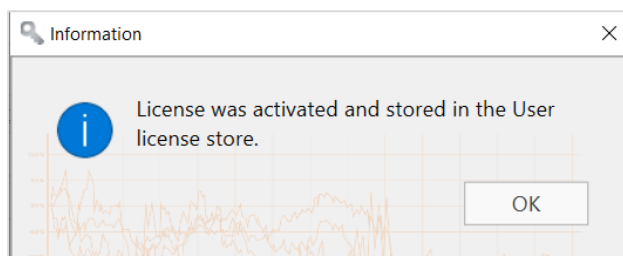 Information
License was activated and stored in the User
license store.
OK